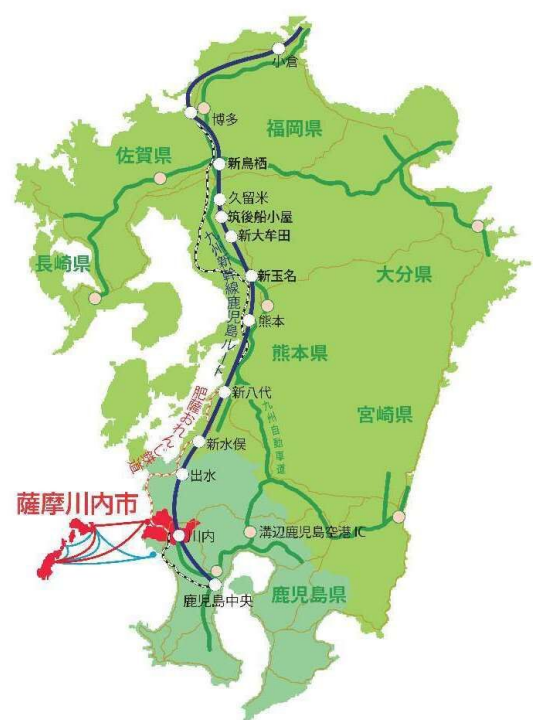 小倉
博多
福岡県
佐賀県
新鳥栖
久留米
筑後船小屋
新大牟田
長崎県
新玉名
大分県
九州新幹線鹿児島ルート
熊本
熊本県
新八代
肥薩おれんじ鉄道
九州自動車道
宮崎県
新水俣
出水
薩摩川内市
川内
溝辺鹿児島空港IC
鹿児島中央
鹿児島県